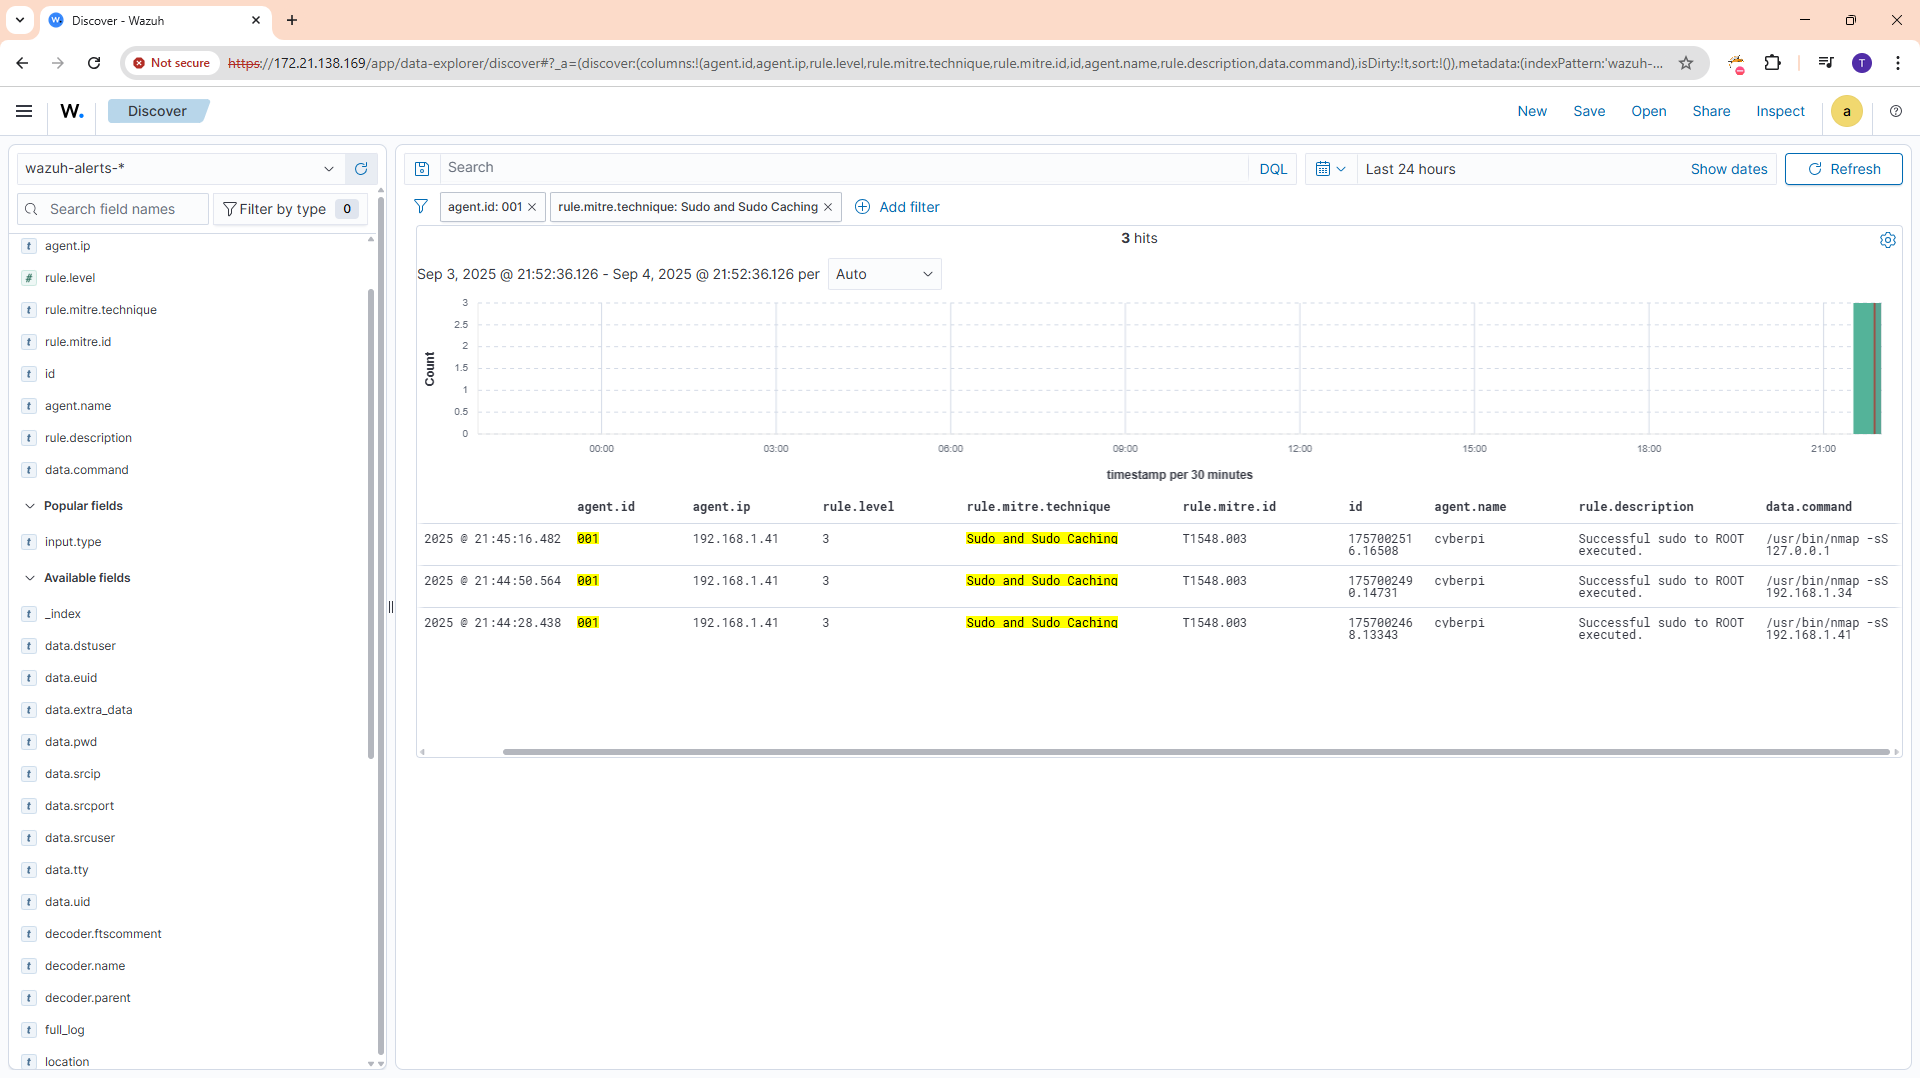 Discover - Wazuh
Not secure https://172.21.138.169/app/data-explorer/discover#?_a=(discover:(columns:!(agent.id,agent.ip,rule.level,rule.mitre.technique,rule.mitre.id,id,agent.name,rule.description,data.command),isDirty:!t,sort:!()),metadata:(indexPattern:'wazuh-... T
W. Discover New Save Open Share Inspect a
wazuh-alerts-*
Search DQL Last 24 hours Show dates Refresh
Search field names Filter by type 0
agent.id: 001 rule.mitre.technique: Sudo and Sudo Caching Add filter
agent.ip
rule.level
rule.mitre.technique
rule.mitre.id
id
agent.name
rule.description
data.command
Popular fields
input.type
Available fields
_index
data.dstuser
data.euid
data.extra_data
data.pwd
data.srcip
data.srcport
data.srcuser
data.tty
data.uid
decoder.ftscomment
decoder.name
decoder.parent
full_log
location
3 hits
Sep 3, 2025 @ 21:52:36.126 - Sep 4, 2025 @ 21:52:36.126 per Auto
Count
3
2.5
2
1.5
1
0.5
0
00:00 03:00 06:00 09:00 12:00 15:00 18:00 21:00
timestamp per 30 minutes
agent.id agent.ip rule.level rule.mitre.technique rule.mitre.id id agent.name rule.description data.command
2025 @ 21:45:16.482 001 192.168.1.41 3 Sudo and Sudo Caching T1548.003 175700251 cyberpi Successful sudo to ROOT /usr/bin/nmap -sS
6.16508 executed. 127.0.0.1
2025 @ 21:44:50.564 001 192.168.1.41 3 Sudo and Sudo Caching T1548.003 175700249 cyberpi Successful sudo to ROOT /usr/bin/nmap -sS
0.14731 executed. 192.168.1.34
2025 @ 21:44:28.438 001 192.168.1.41 3 Sudo and Sudo Caching T1548.003 175700246 cyberpi Successful sudo to ROOT /usr/bin/nmap -sS
8.13343 executed. 192.168.1.41